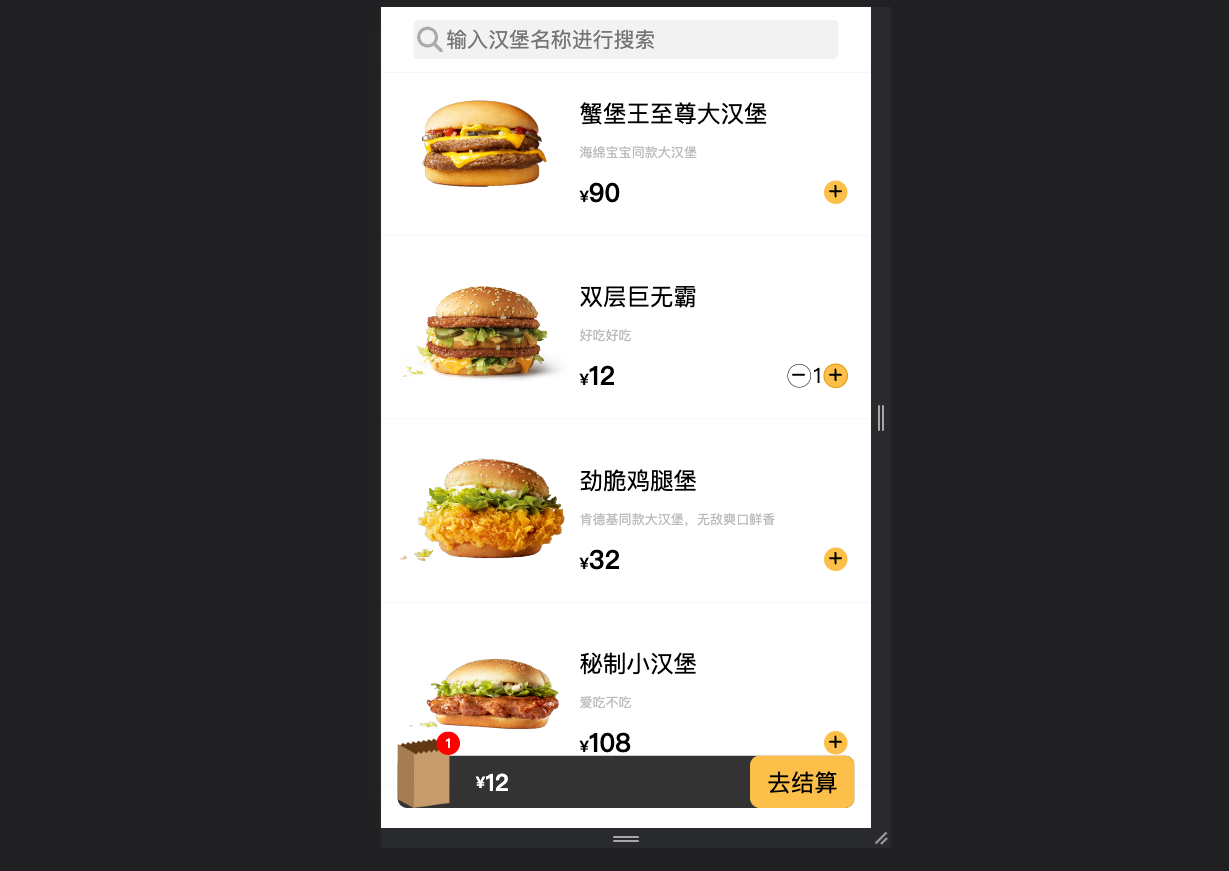 输入汉堡名称进行搜索
蟹堡王至尊大汉堡
海绵宝宝同款大汉堡
¥90
双层巨无霸
好吃好吃
¥12
1
劲脆鸡腿堡
肯德基同款大汉堡，无敌爽口鲜香
¥32
秘制小汉堡
爱吃不吃
¥108
1
¥12
去结算